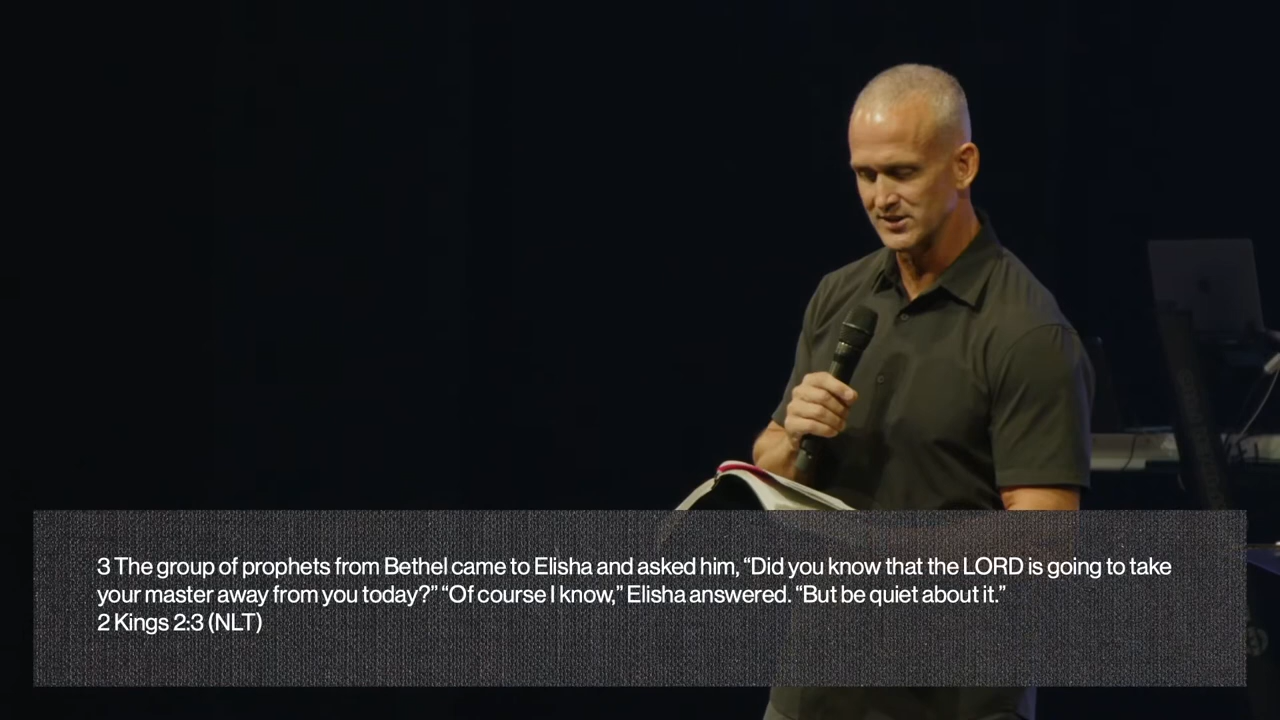 3 The group of prophets from Bethel came to Elisha and asked him, “Did you know that the LORD is going to take
your master away from you today?” “Of course I know,” Elisha answered. “But be quiet about it.”
2 Kings 2:3 (NLT)